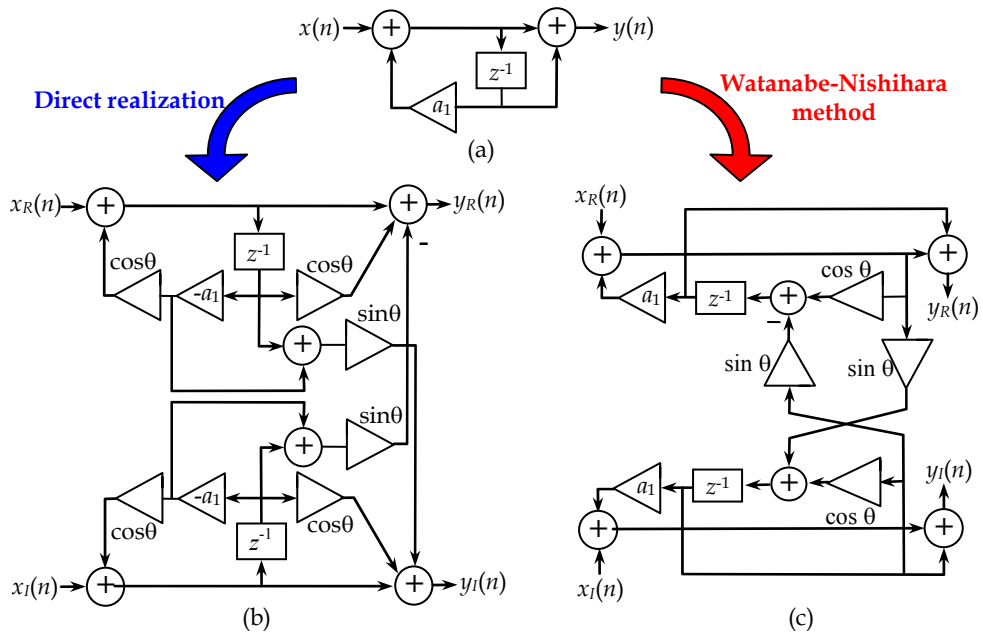 x(n) + + y(n)
z-1
a1
(a)
Direct realization
Watanabe-Nishihara
method
xR(n) + + yR(n)
-
z-1
cosθ -a1 cosθ
sinθ
+
sinθ
+
-a1
cosθ cosθ
z-1
xI(n) + + yI(n)
(b)
xR(n)
+ +
cos θ
a1 z-1 + yR(n)
-
sin θ sin θ
a1 z-1 + yI(n)
cos θ
+ +
xI(n)
(c)